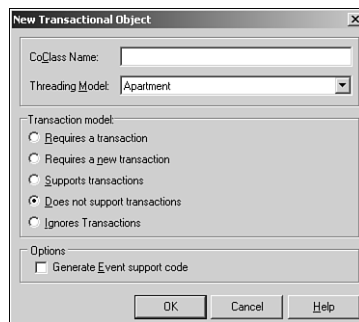 New Transactional Object
CoClass Name:
Threading Model: Apartment
Transaction model:
Requires a transaction
Requires a new transaction
Supports transactions
Does not support transactions
Ignores Transactions
Options
Generate Event support code
OK Cancel Help